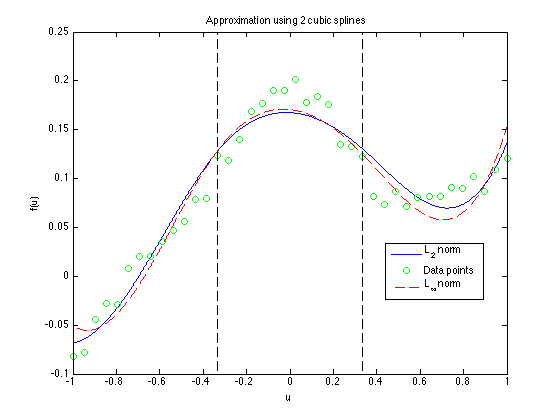 Approximation using 2 cubic splines
0.25
0.2
0.15
0.1
0.05
0
-0.05
-0.1
f(u)
L2 norm
Data points
L∞ norm
-1 -0.8 -0.6 -0.4 -0.2 0 0.2 0.4 0.6 0.8 1
u